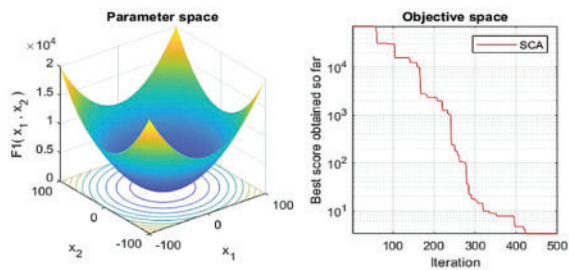 Parameter space
×10⁴
2
1.5
1
0.5
0
F1( x₁ , x₂ )
100
0
-100
x₂
-100
0
100
x₁
Objective space
SCA
10⁴
10³
10²
10¹
Best score obtained so far
100
200
300
400
500
Iteration